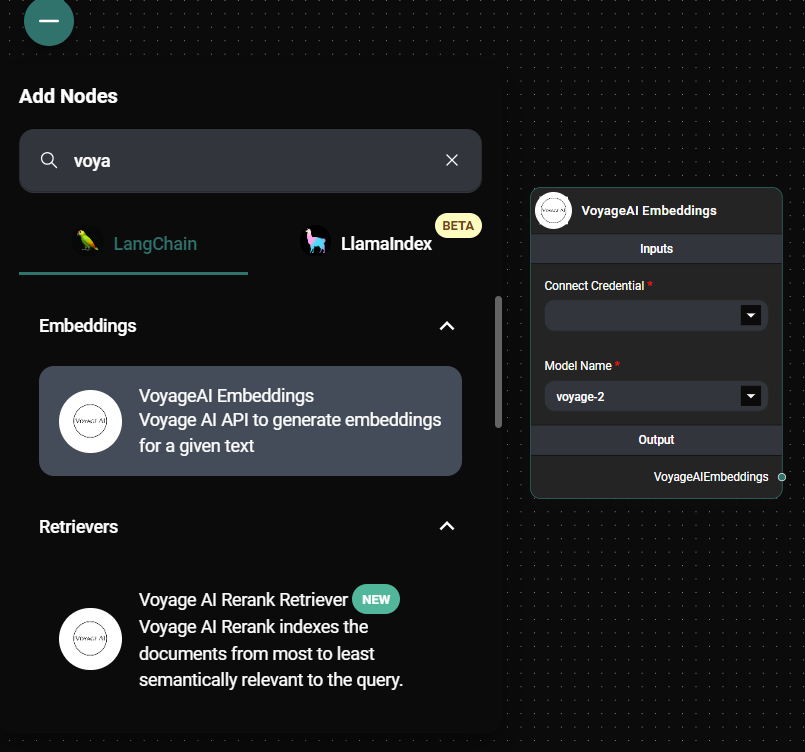 Add Nodes
voya
LangChain
LlamaIndex
BETA
Embeddings
VOYAGE AI
VoyageAI Embeddings
Voyage AI API to generate embeddings
for a given text
Retrievers
VOYAGE AI
Voyage AI Rerank Retriever NEW
Voyage AI Rerank indexes the
documents from most to least
semantically relevant to the query.
VOYAGE AI
VoyageAI Embeddings
Inputs
Connect Credential *
Model Name *
voyage-2
Output
VoyageAIEmbeddings